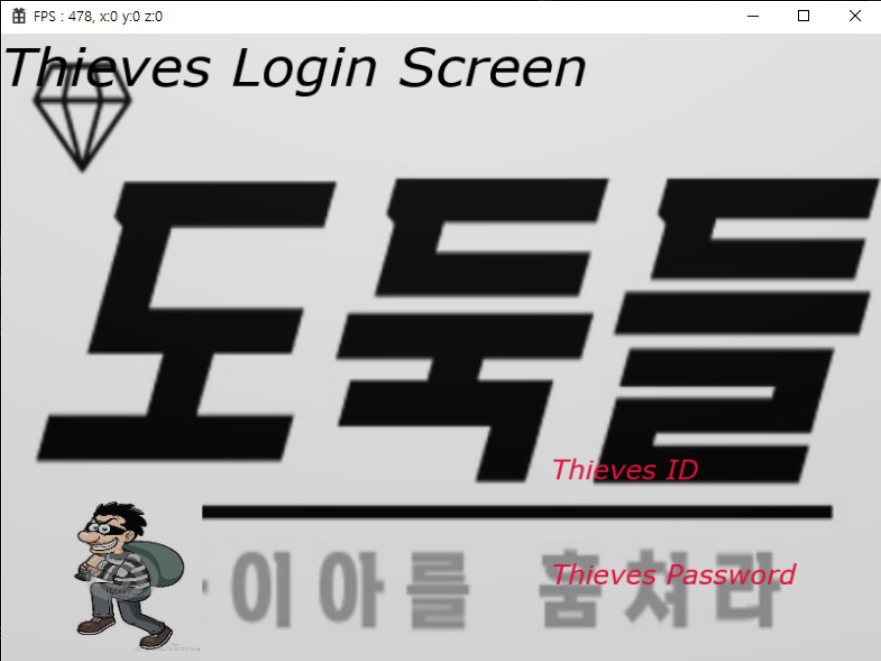 FPS : 478, x:0 y:0 z:0
Thieves Login Screen
도둑들
Thieves ID
이아를 훔쳐라
Thieves Password